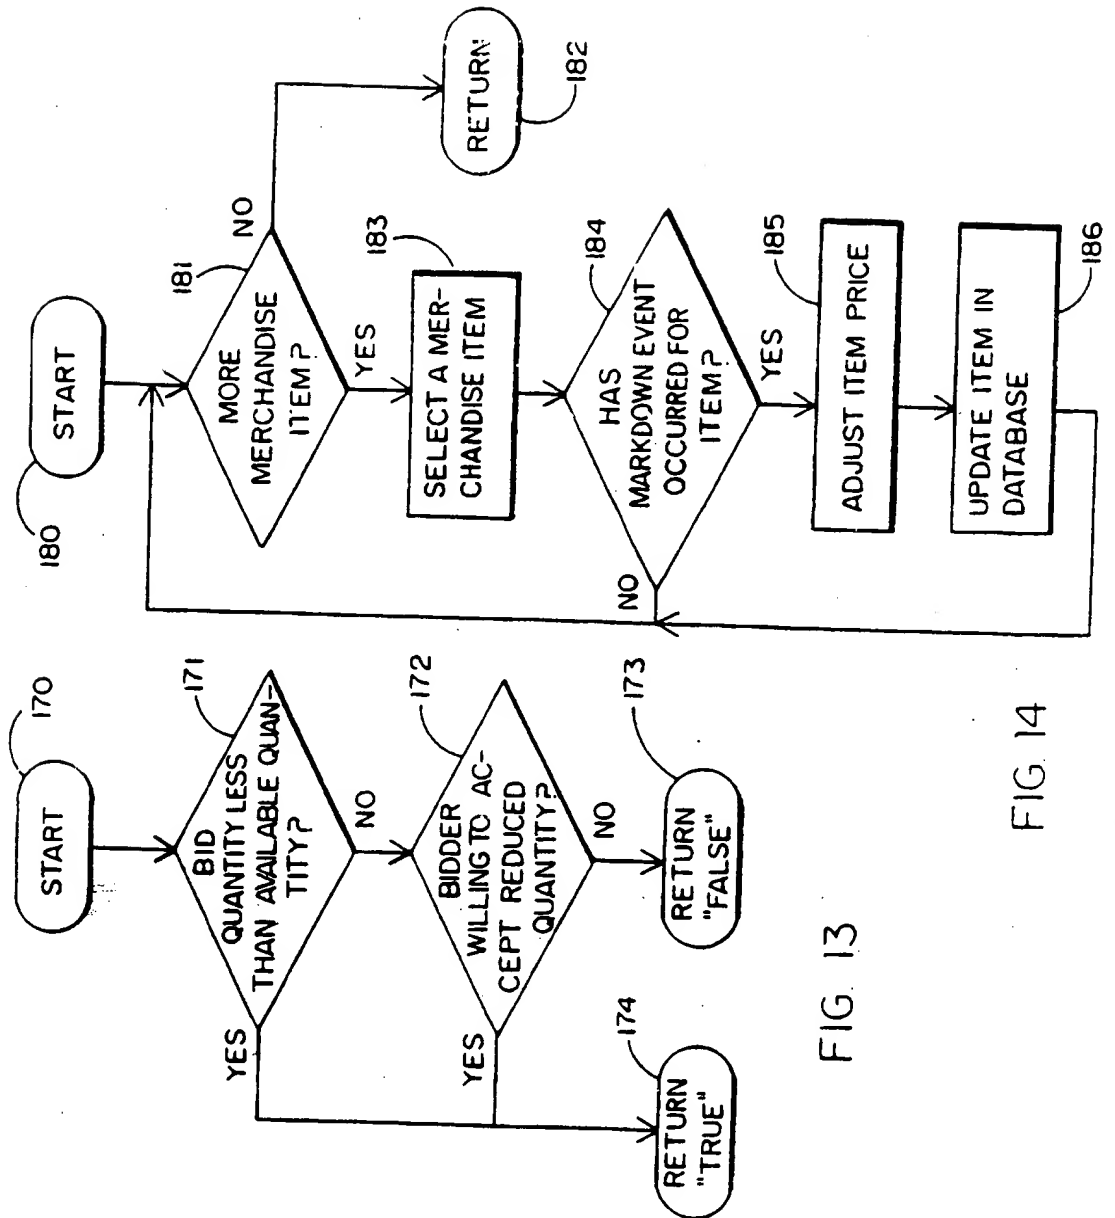 170
START
171
BID
QUANTITY LESS
THAN AVAILABLE QUAN-
TITY?
YES
NO
172
BIDDER
WILLING TO AC-
CEPT REDUCED
QUANTITY?
YES
NO
173
RETURN
"FALSE"
174
RETURN
"TRUE"
FIG. 13
180
START
181
MORE
MERCHANDISE
ITEM?
NO
RETURN
182
YES
183
SELECT A MER-
CHANDISE ITEM
184
HAS
MARKDOWN EVENT
OCCURRED FOR
ITEM?
NO
YES
185
ADJUST ITEM PRICE
186
UPDATE ITEM IN
DATABASE
FIG. 14